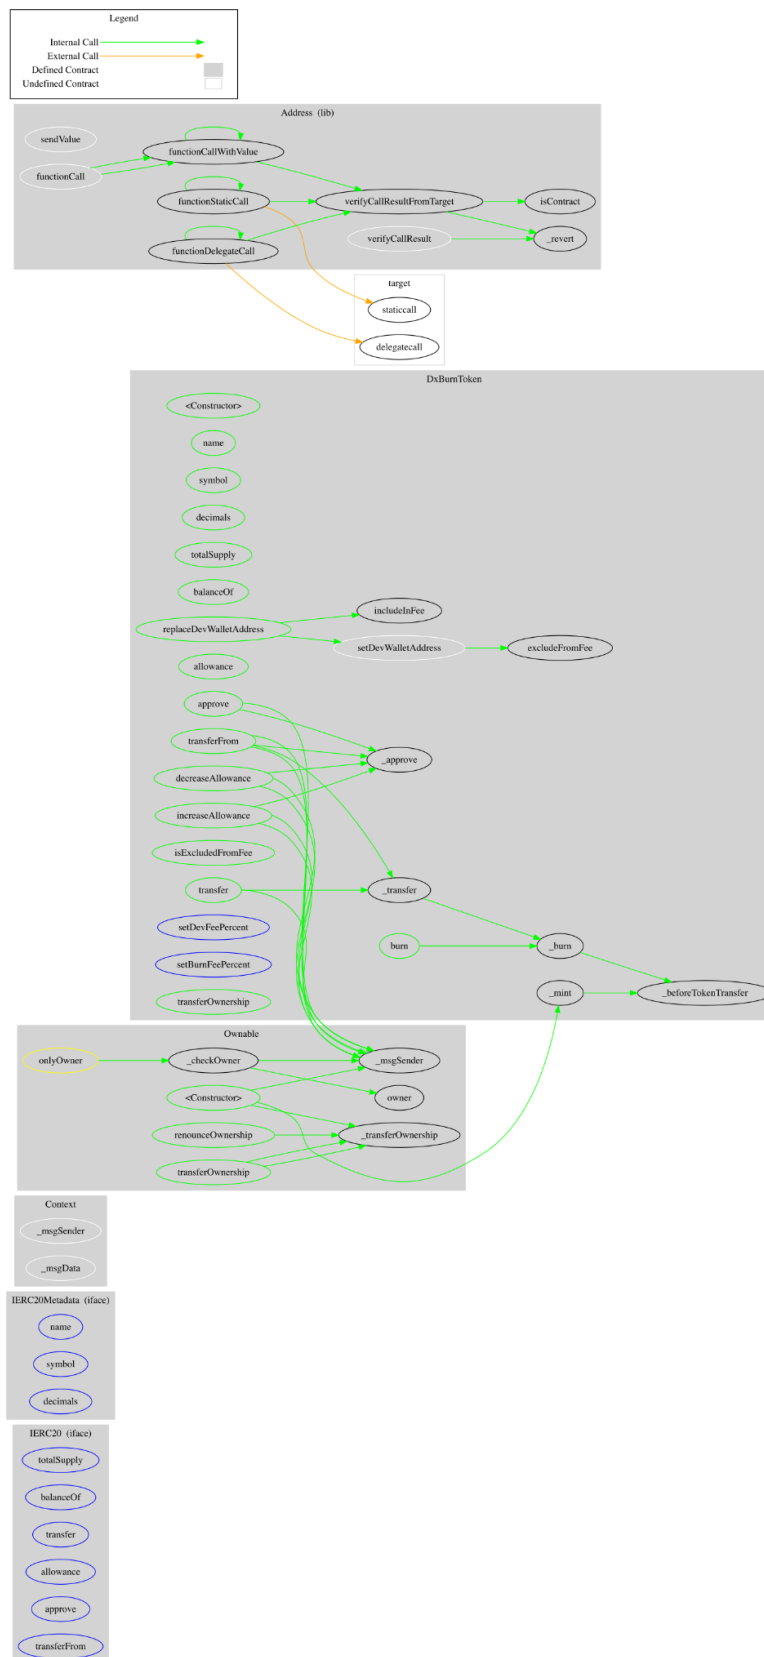 Legend
Internal Call
External Call
Defined Contract
Undefined Contract
Address (lib)
sendValue
functionCall
functionCallWithValue
functionStaticCall
functionDelegateCall
verifyCallResultFromTarget
verifyCallResult
isContract
_revert
target
staticcall
delegatecall
DxBurnToken
<Constructor>
name
symbol
decimals
totalSupply
balanceOf
replaceDevWalletAddress
includeInFee
setDevWalletAddress
excludeFromFee
allowance
approve
transferFrom
_approve
decreaseAllowance
increaseAllowance
isExcludedFromFee
transfer
_transfer
setDevFeePercent
burn
_burn
setBurnFeePercent
_mint
_beforeTokenTransfer
transferOwnership
Ownable
onlyOwner
_checkOwner
_msgSender
<Constructor>
owner
renounceOwnership
_transferOwnership
transferOwnership
Context
_msgSender
_msgData
IERC20Metadata (iface)
name
symbol
decimals
IERC20 (iface)
totalSupply
balanceOf
transfer
allowance
approve
transferFrom